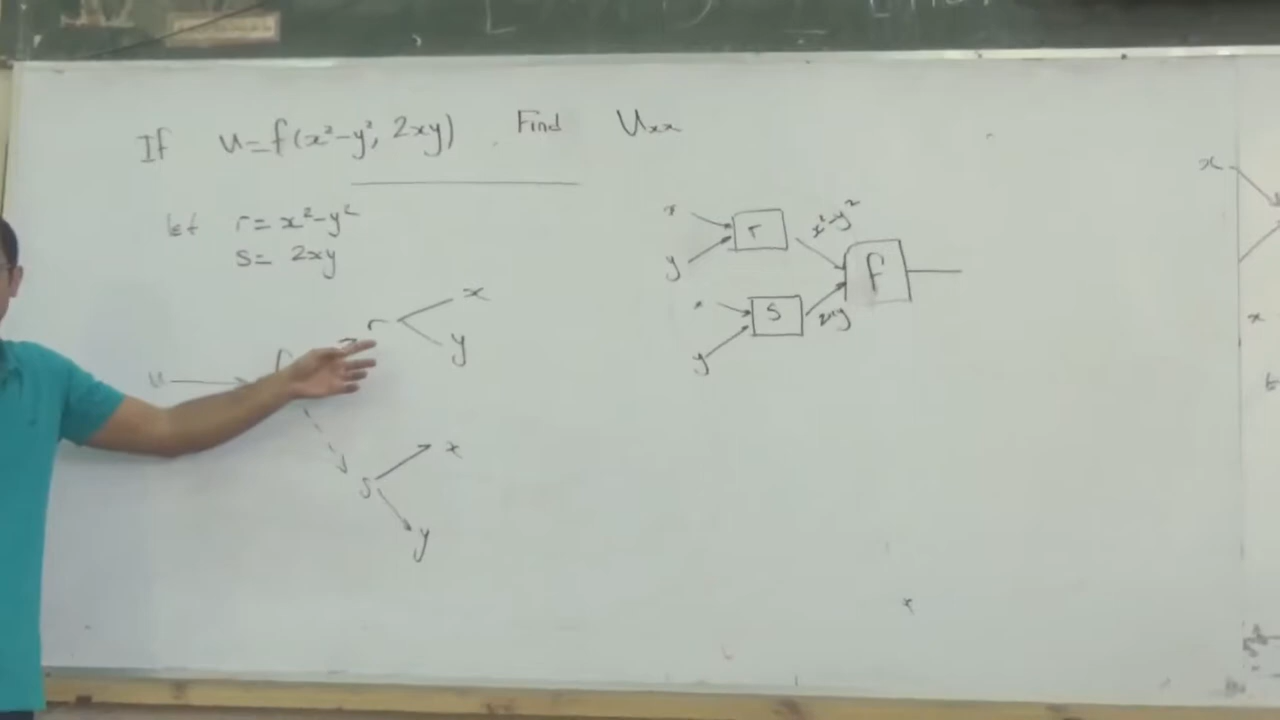 If u=f(x²-y², 2xy). Find Uxx
let r = x²-y²
s = 2xy
u f r x
y
s x
y
x r x²-y²
y f
x s 2xy
y
x
x
t